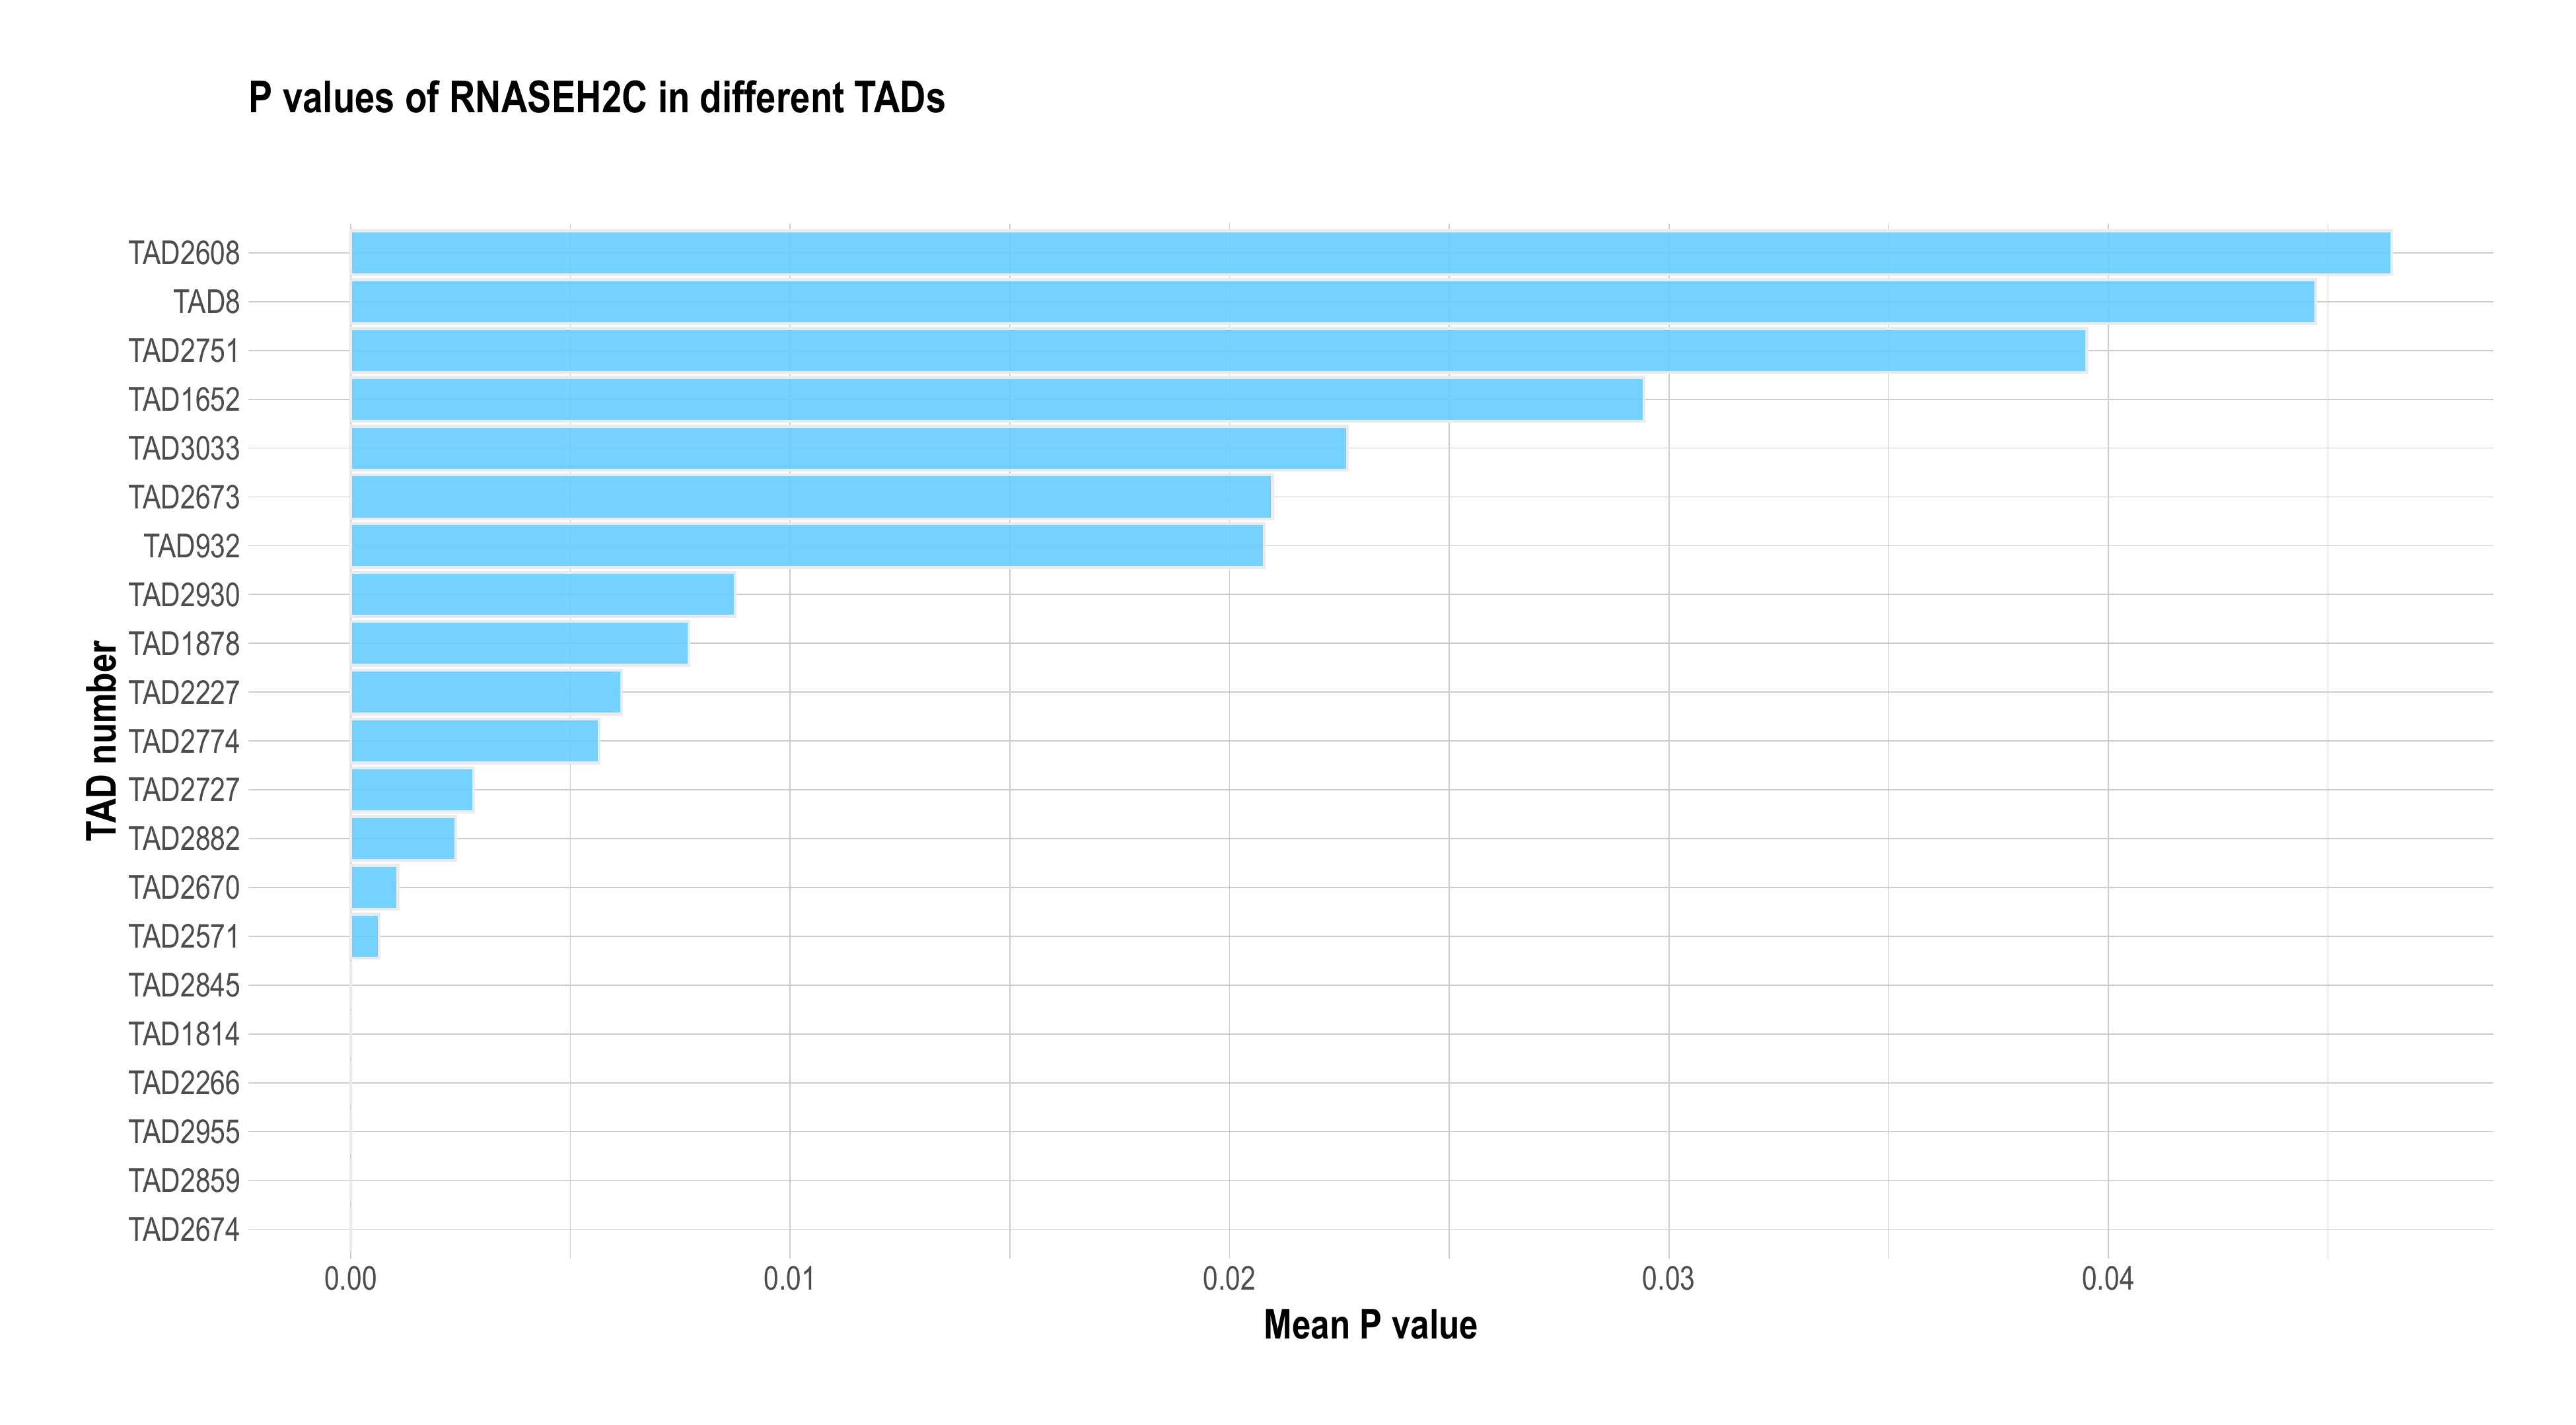 P values of RNASEH2C in different TADs
TAD2608
TAD8
TAD2751
TAD1652
TAD3033
TAD2673
TAD932
TAD2930
TAD1878
TAD2227
TAD2774
TAD2727
TAD2882
TAD2670
TAD2571
TAD2845
TAD1814
TAD2266
TAD2955
TAD2859
TAD2674
TAD number
0.00 0.01 0.02 0.03 0.04
Mean P value